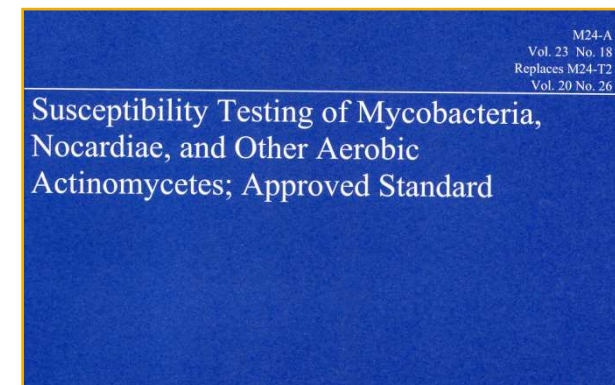 M24-A
Vol. 23 No. 18
Replaces M24-T2
Vol. 20 No. 26
Susceptibility Testing of Mycobacteria,
Nocardiae, and Other Aerobic
Actinomycetes; Approved Standard